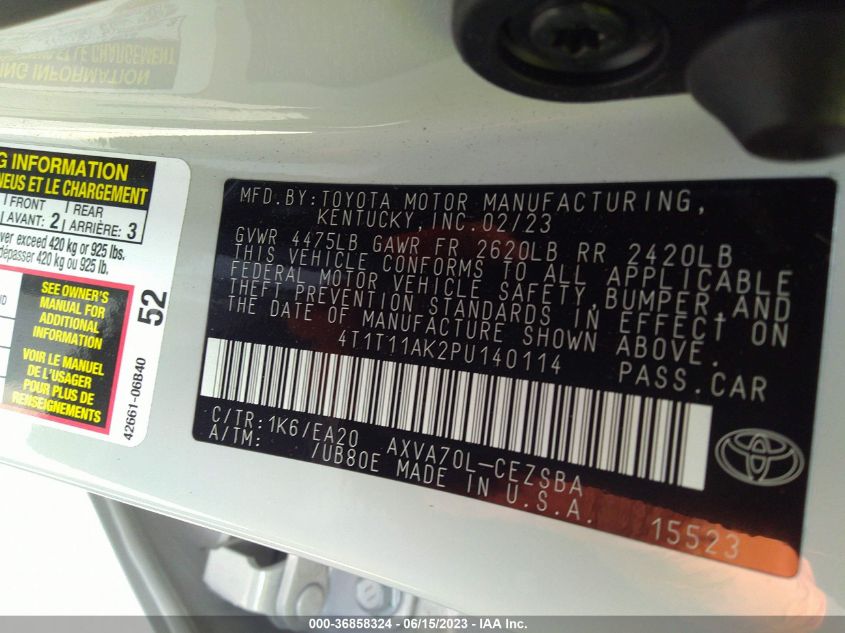 NG INFORMATION
NEUS ET LE CHARGEMENT
FRONT
AVANT: 2
REAR
ARRIÈRE: 3
ver exceed 420 kg or 925 lbs.
dépasser 420 kg ou 925 lb.
SEE OWNER'S
MANUAL FOR
ADDITIONAL
INFORMATION
VOIR LE MANUEL
DE L'USAGER
POUR PLUS DE
RENSEIGNEMENTS
52
42661-06B40
MFD.BY:TOYOTA MOTOR MANUFACTURING,
KENTUCKY,INC.02/23
GVWR 4475LB GAWR FR 2620LB RR 2420LB
THIS VEHICLE CONFORMS TO ALL APPLICABLE
FEDERAL MOTOR VEHICLE SAFETY,BUMPER,AND
THEFT PREVENTION STANDARDS IN EFFECT ON
THE DATE OF MANUFACTURE SHOWN ABOVE.
4T1T11AK2PU140114 PASS.CAR
C/TR:1K6/EA20 AXVA70L-CEZSBA
A/TM: /UB80E MADE IN U.S.A.
15523
000-36858324 - 06/15/2023 - IAA Inc.